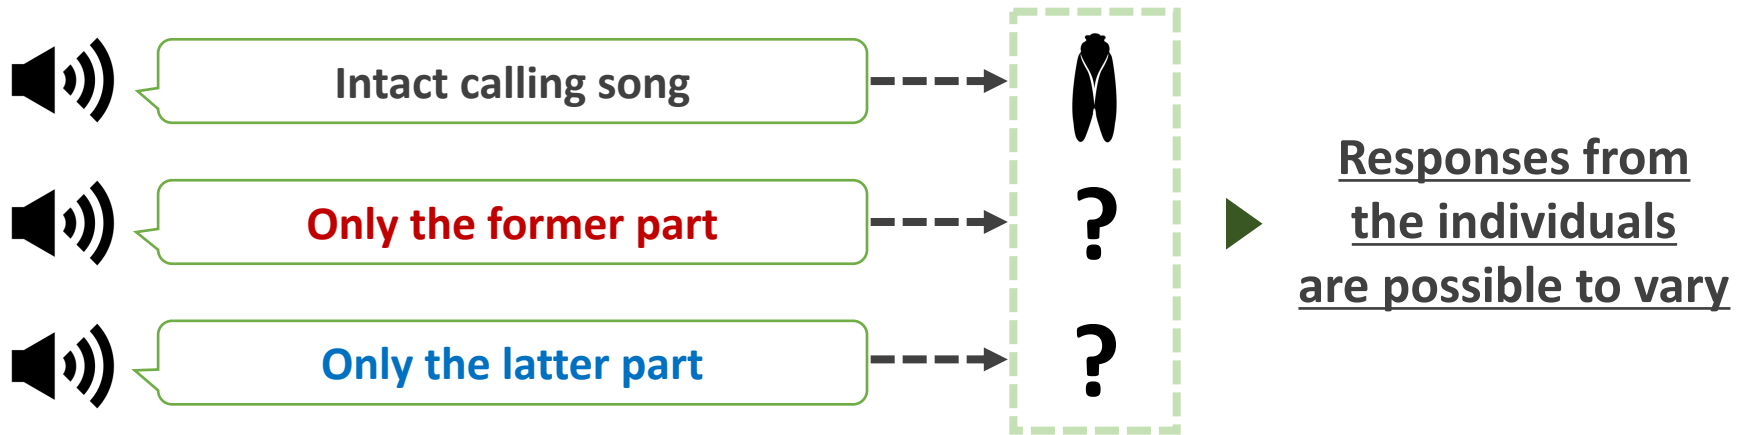 Intact calling song
Only the former part
?
Only the latter part
?
Responses from
the individuals
are possible to vary